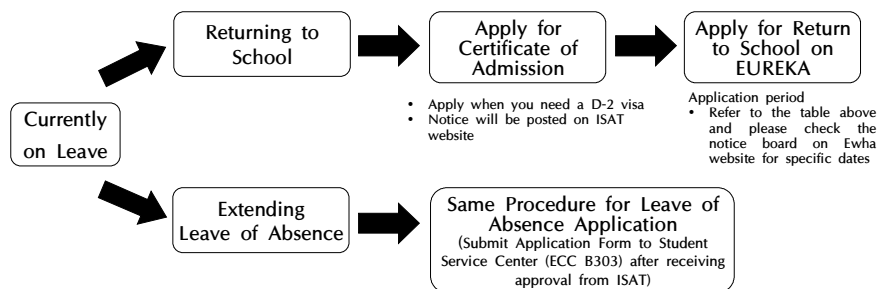 Currently
on Leave
Returning to
School
Apply for
Certificate of
Admission
• Apply when you need a D-2 visa
• Notice will be posted on ISAT
website
Apply for Return
to School on
EUREKA
Application period
• Refer to the table above
and please check the
notice board on Ewha
website for specific dates
Extending
Leave of Absence
Same Procedure for Leave of
Absence Application
(Submit Application Form to Student
Service Center (ECC B303) after receiving
approval from ISAT)